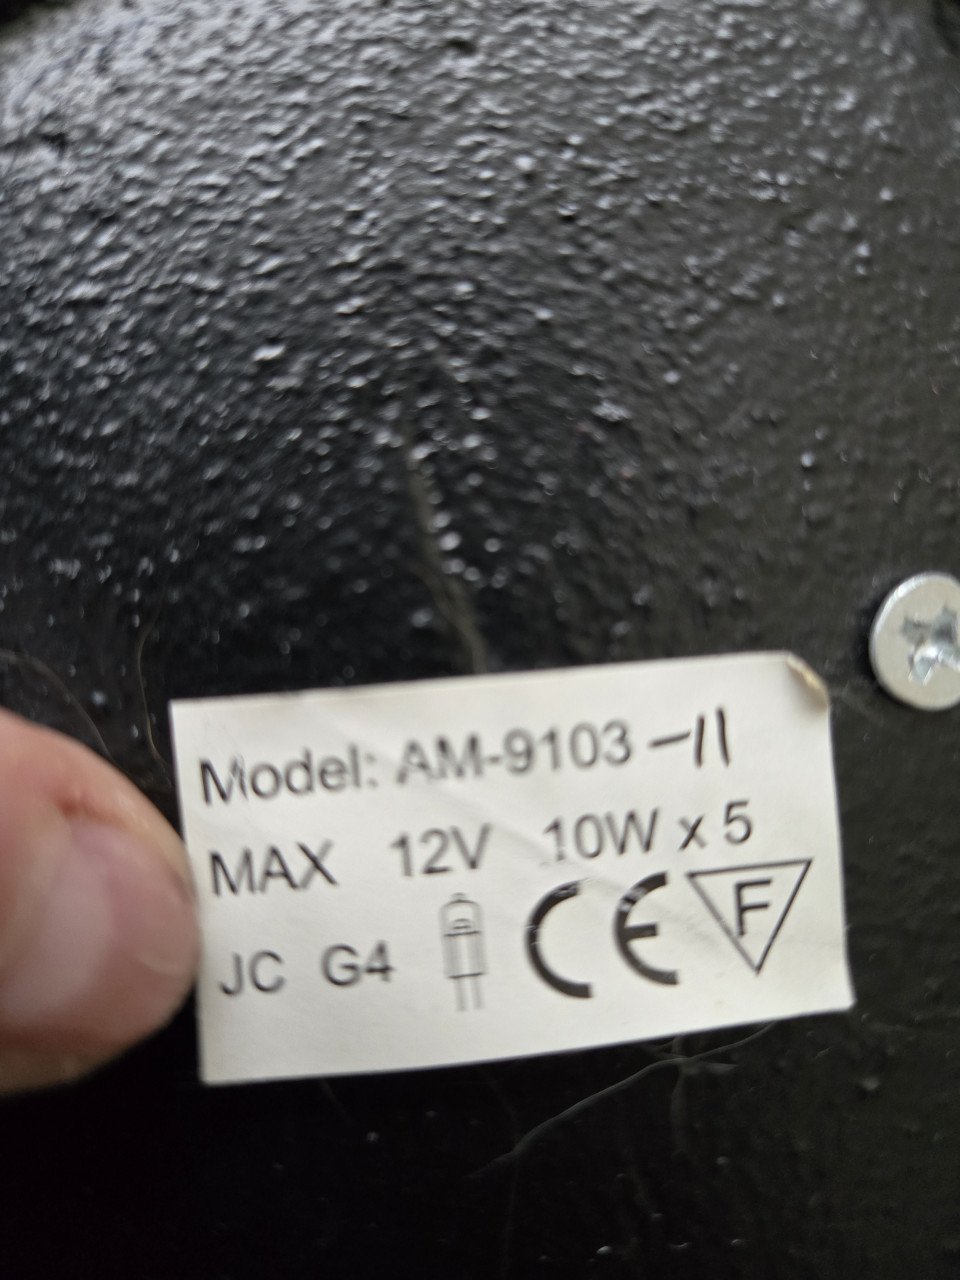 Model: AM-9103-11
MAX 12V 10W x 5
JC G4 CE F